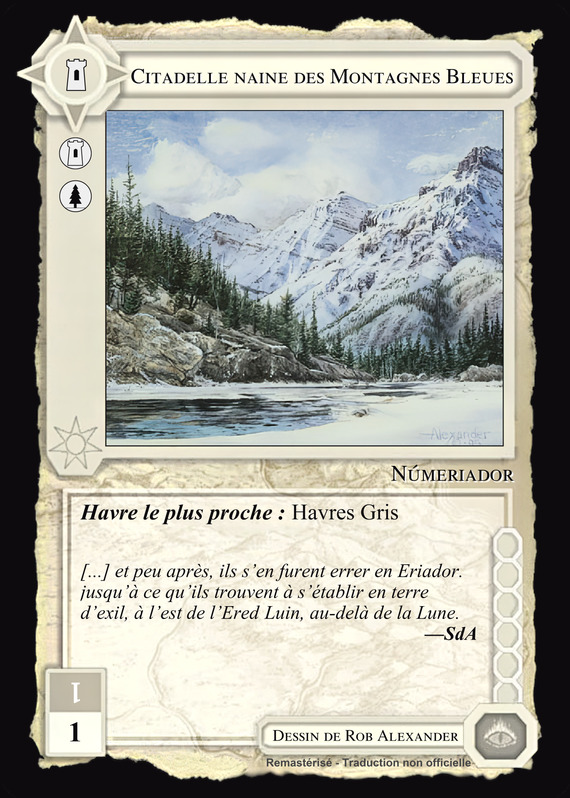 Citadelle naine des Montagnes Bleues
Alexander
Númeriador
Havre le plus proche : Havres Gris
[...] et peu après, ils s'en furent errer en Eriador.
jusqu'à ce qu'ils trouvent à s'établir en terre
d'exil, à l'est de l'Ered Luin, au-delà de la Lune.
—SdA
1
1
Dessin de Rob Alexander
Remastérisé - Traduction non officielle